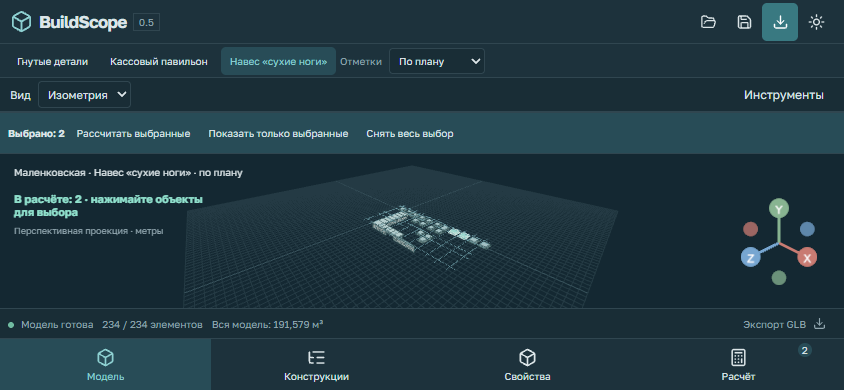 BuildScope 0.5
Гнутые детали Кассовый павильон Навес «сухие ноги» Отметки По плану
Вид Изометрия Инструменты
Выбрано: 2 Рассчитать выбранные Показать только выбранные Снять весь выбор
Маленковская · Навес «сухие ноги» · по плану
В расчёте: 2 · нажимайте объекты
для выбора
Перспективная проекция · метры
Y
Z X
Модель готова 234 / 234 элементов Вся модель: 191,579 м³ Экспорт GLB
2
Модель Конструкции Свойства Расчёт